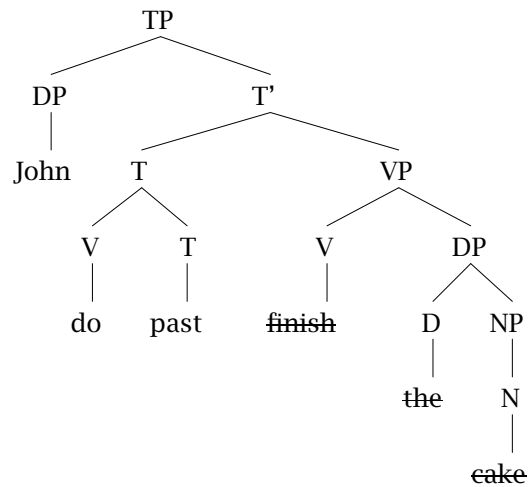 TP
DP T'
John T VP
V T V DP
do past finish D NP
the N
cake